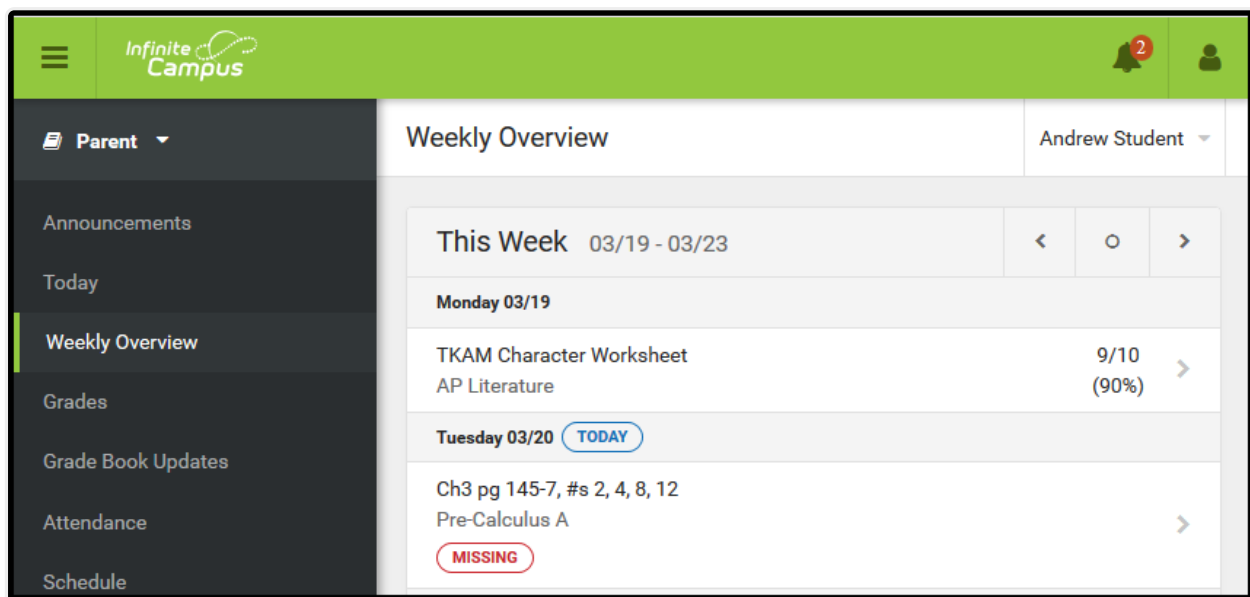 Infinite
Campus
2
Parent
Weekly Overview
Andrew Student
Announcements
Today
Weekly Overview
Grades
Grade Book Updates
Attendance
Schedule
This Week 03/19 - 03/23
Monday 03/19
TKAM Character Worksheet
9/10
AP Literature
(90%)
Tuesday 03/20 TODAY
Ch3 pg 145-7, #s 2, 4, 8, 12
Pre-Calculus A
MISSING